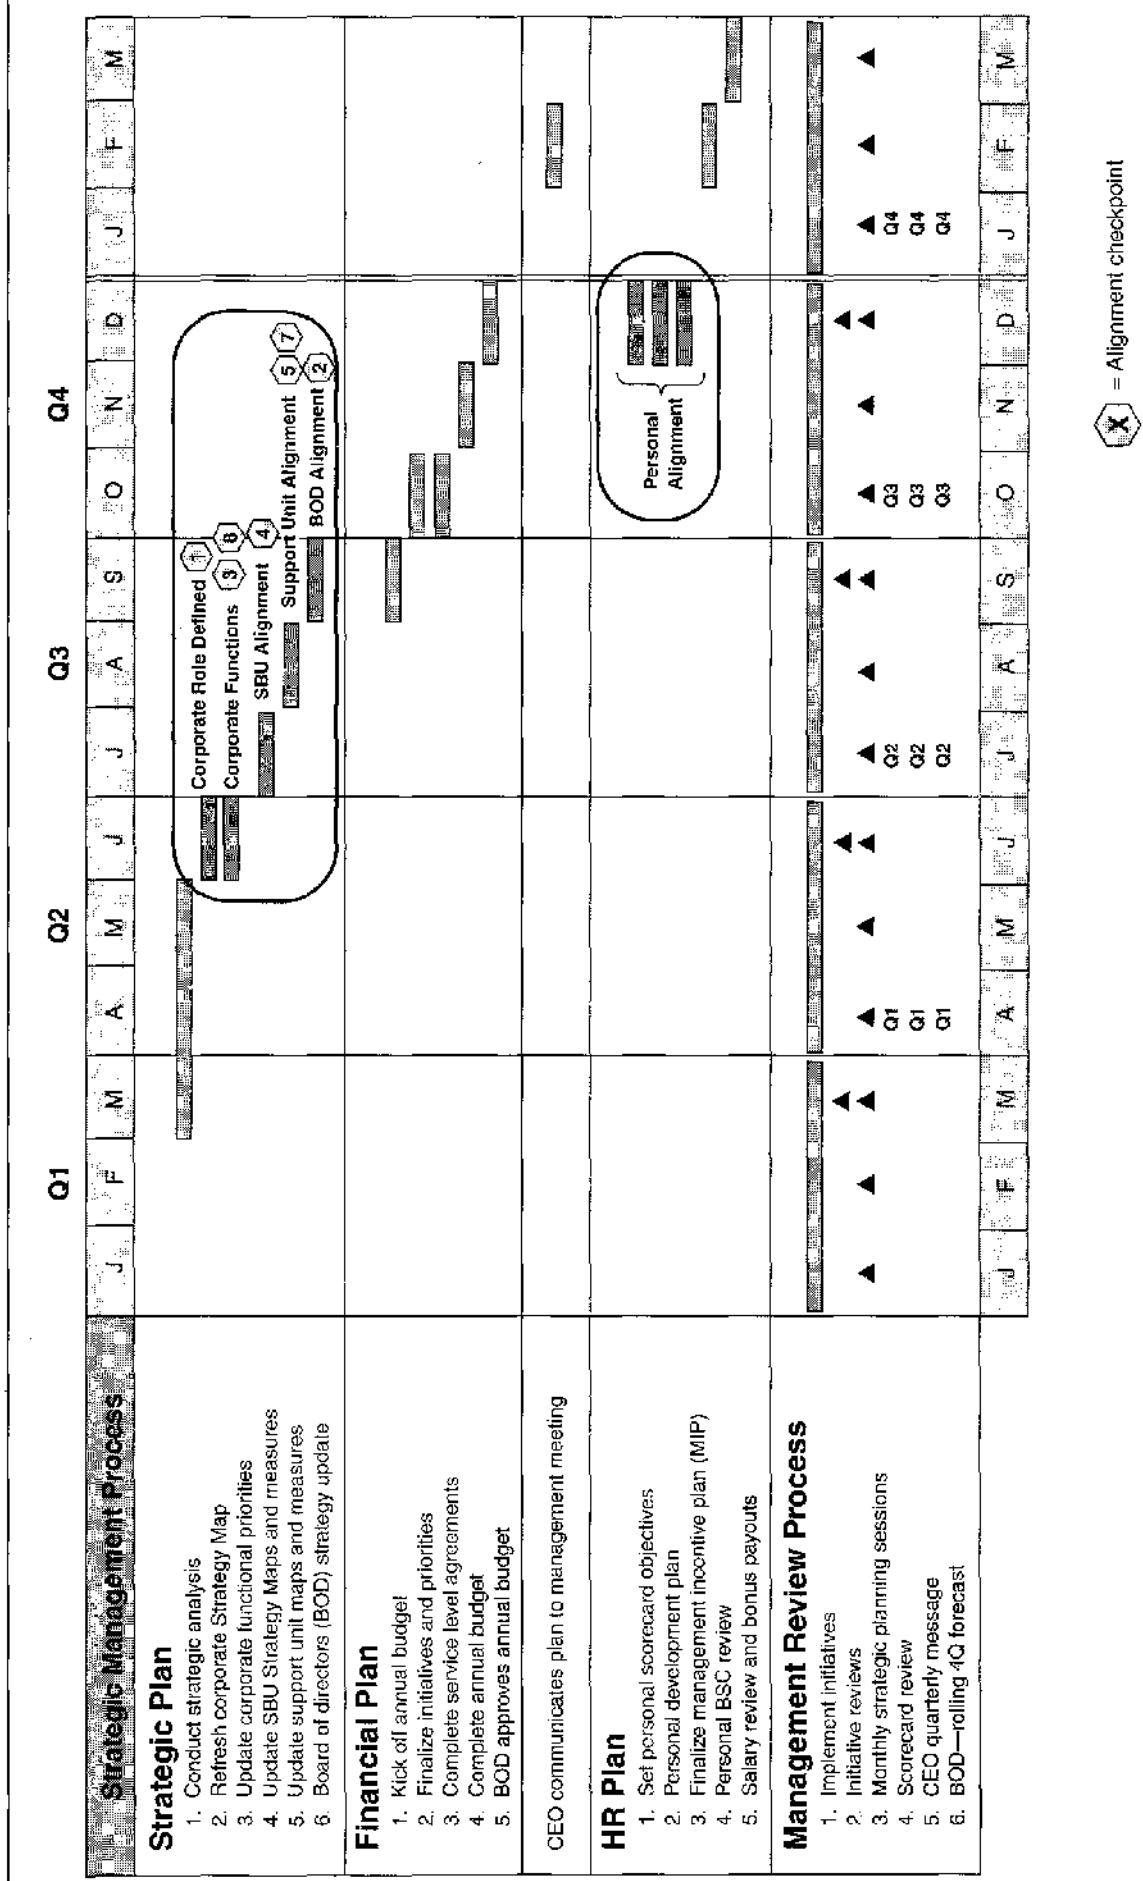 Q1 Q2 Q3 Q4
Strategic Management Process J F M A M J J A S O N D J F M
Strategic Plan
1. Conduct strategic analysis
2. Refresh corporate Strategy Map
3. Update corporate functional priorities
4. Update SBU Strategy Maps and measures
5. Update support unit maps and measures
6. Board of directors (BOD) strategy update
Corporate Role Defined 1
Corporate Functions 3 6
SBU Alignment 4
Support Unit Alignment 5 7
BOD Alignment 2
Financial Plan
1. Kick off annual budget
2. Finalize initiatives and priorities
3. Complete service level agreements
4. Complete annual budget
5. BOD approves annual budget
CEO communicates plan to management meeting
HR Plan
1. Set personal scorecard objectives
2. Personal development plan
3. Finalize management incentive plan (MIP)
4. Personal BSC review
5. Salary review and bonus payouts
Personal
Alignment
Management Review Process
1. Implement initiatives
2. Initiative reviews
3. Monthly strategic planning sessions
4. Scorecard review Q1 Q2 Q3 Q4
5. CEO quarterly message Q1 Q2 Q3 Q4
6. BOD—rolling 4Q forecast Q1 Q2 Q3 Q4
J F M A M J J A S O N D J F M
X = Alignment checkpoint